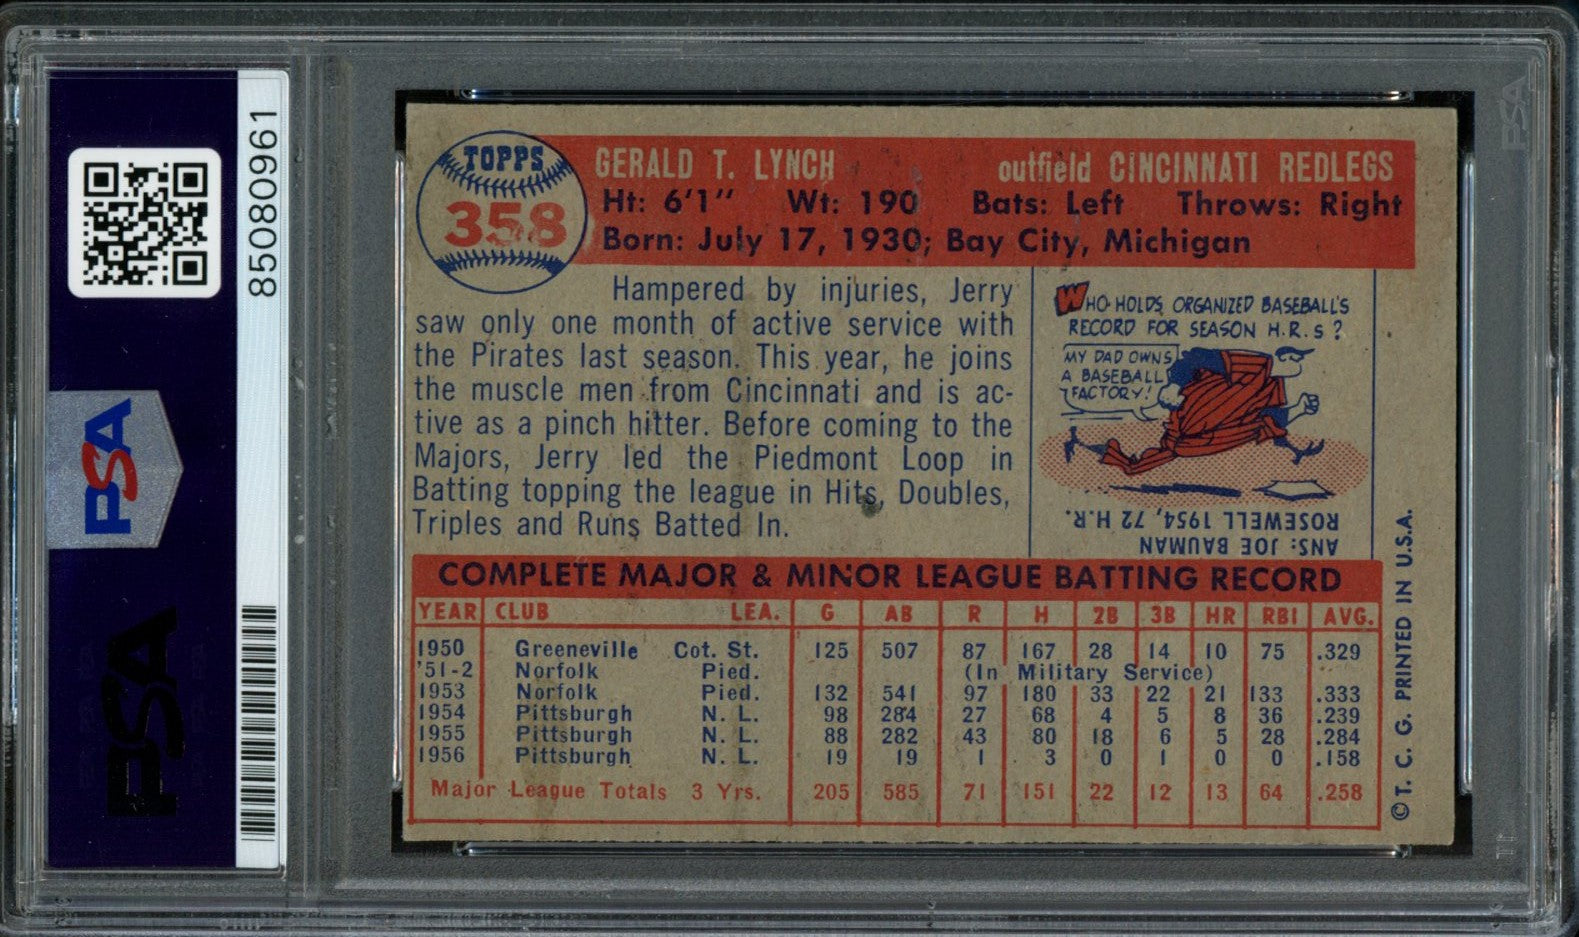 85080961
PSA
PSA
PSA
TOPPS
358
GERALD T. LYNCH outfield CINCINNATI REDLEGS
Ht: 6'1" Wt: 190 Bats: Left Throws: Right
Born: July 17, 1930; Bay City, Michigan
Hampered by injuries, Jerry
saw only one month of active service with
the Pirates last season. This year, he joins
the muscle men from Cincinnati and is ac-
tive as a pinch hitter. Before coming to the
Majors, Jerry led the Piedmont Loop in
Batting topping the league in Hits, Doubles,
Triples and Runs Batted In.
WHO HOLDS ORGANIZED BASEBALL'S
RECORD FOR SEASON H.R.s ?
MY DAD OWNS
A BASEBALL
FACTORY!
ANS: JOE BAUMAN
ROSEWELL 1954, 72 H.R.
COMPLETE MAJOR & MINOR LEAGUE BATTING RECORD
YEAR CLUB LEA. G AB R H 2B 3B HR RBI AVG.
1950 Greeneville Cot. St. 125 507 87 167 28 14 10 75 .329
'51-2 Norfolk Pied. (In Military Service)
1953 Norfolk Pied. 132 541 97 180 33 22 21 133 .333
1954 Pittsburgh N. L. 98 284 27 68 4 5 8 36 .239
1955 Pittsburgh N. L. 88 282 43 80 18 6 5 28 .284
1956 Pittsburgh N. L. 19 19 1 3 0 1 0 0 .158
Major League Totals 3 Yrs. 205 585 71 151 22 12 13 64 .258
© T. C. G. PRINTED IN U.S.A.